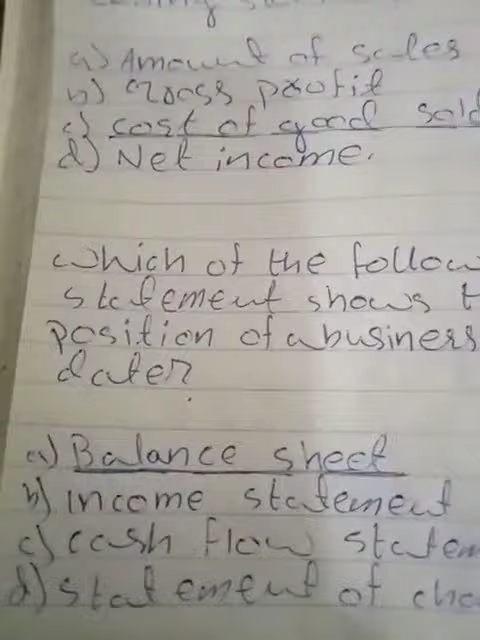 a) Amount of sales
b) Gross profit
c) cost of good sold
d) Net income.
which of the follow
statement shows t
position of a business
date?
a) Balance sheet
b) income statement
c) cash flow statem
d) statement of cha